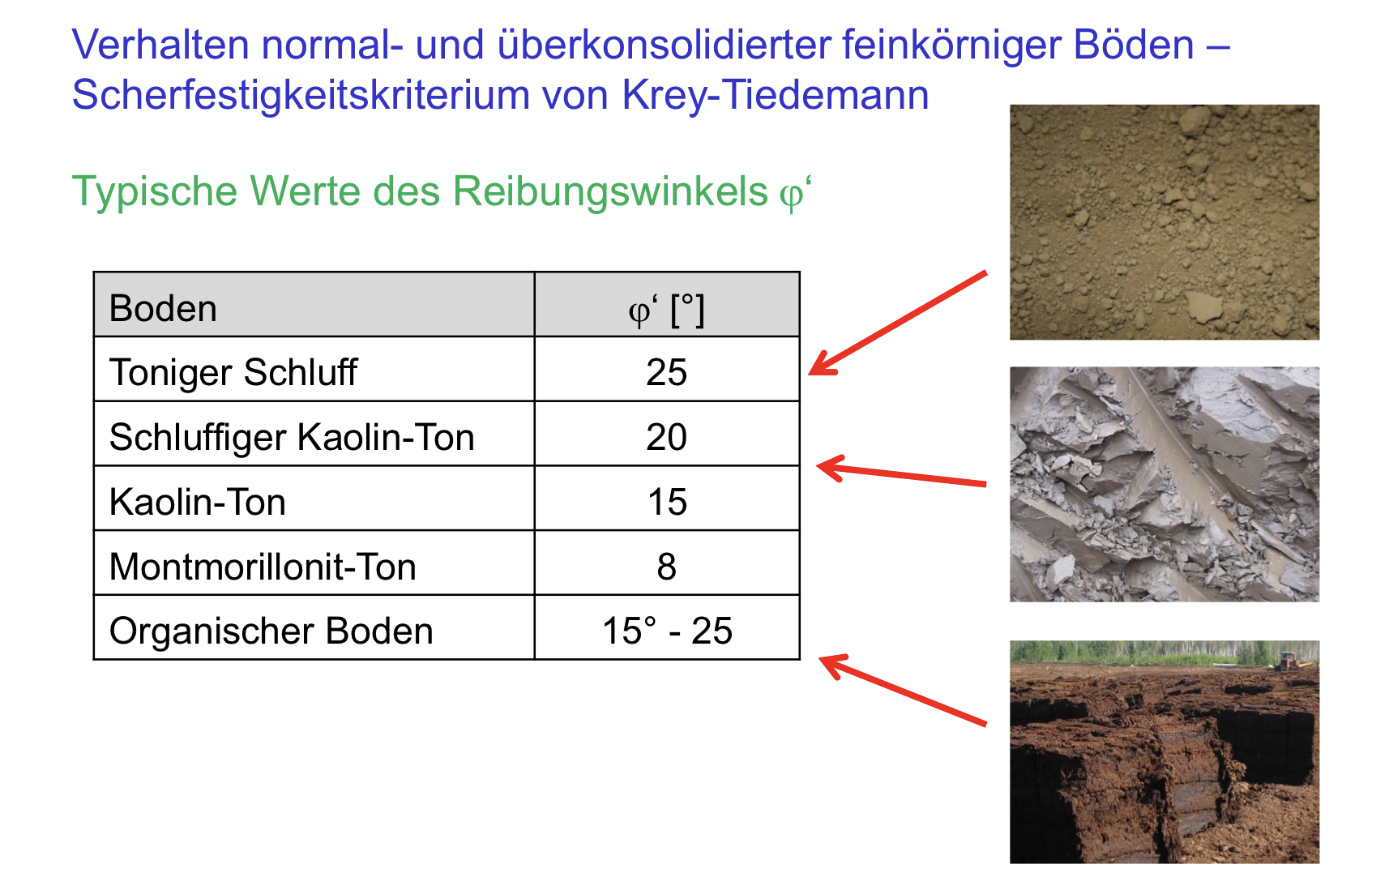 Verhalten normal- und überkonsolidierter feinkörniger Böden –
Scherfestigkeitskriterium von Krey-Tiedemann
Typische Werte des Reibungswinkels φ‘
Boden φ‘ [°]
Toniger Schluff 25
Schluffiger Kaolin-Ton 20
Kaolin-Ton 15
Montmorillonit-Ton 8
Organischer Boden 15° - 25